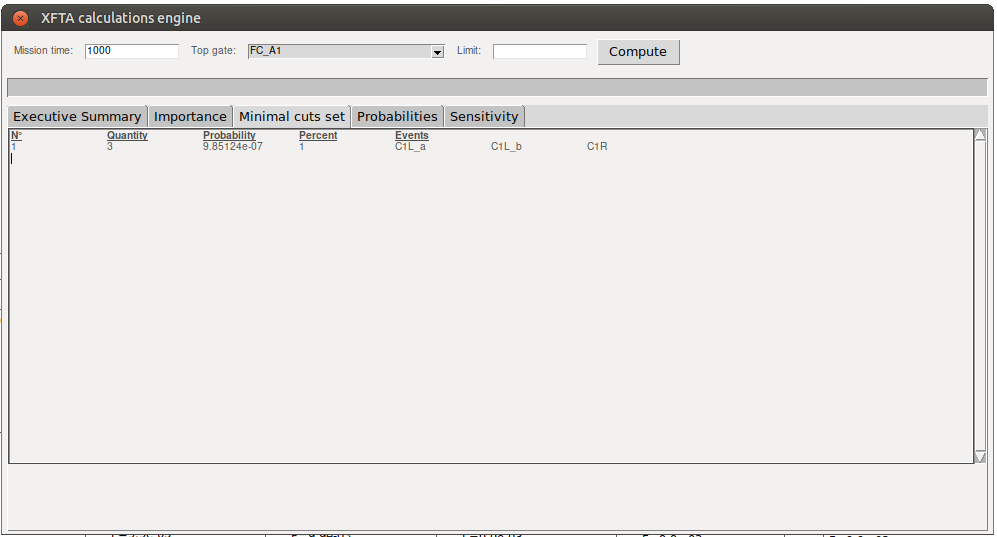 XFTA calculations engine
Mission time: 1000 Top gate: FC_A1 Limit: Compute
Executive Summary Importance Minimal cuts set Probabilities Sensitivity
N° Quantity Probability Percent Events
1 3 9.85124e-07 1 C1L_a C1L_b C1R